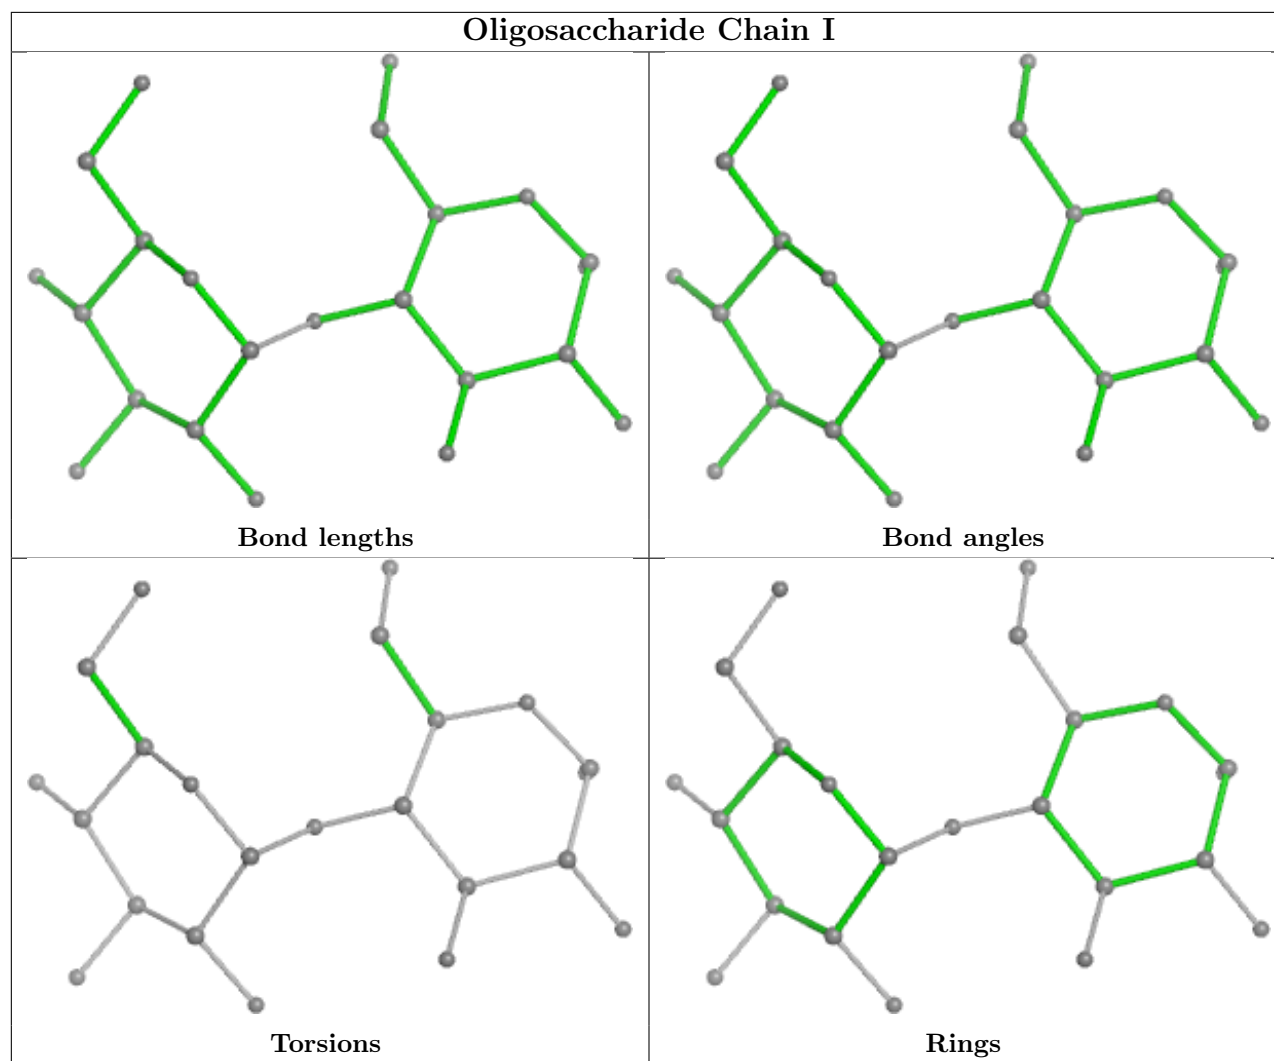 Oligosaccharide Chain I
Bond lengths
Bond angles
Torsions
Rings